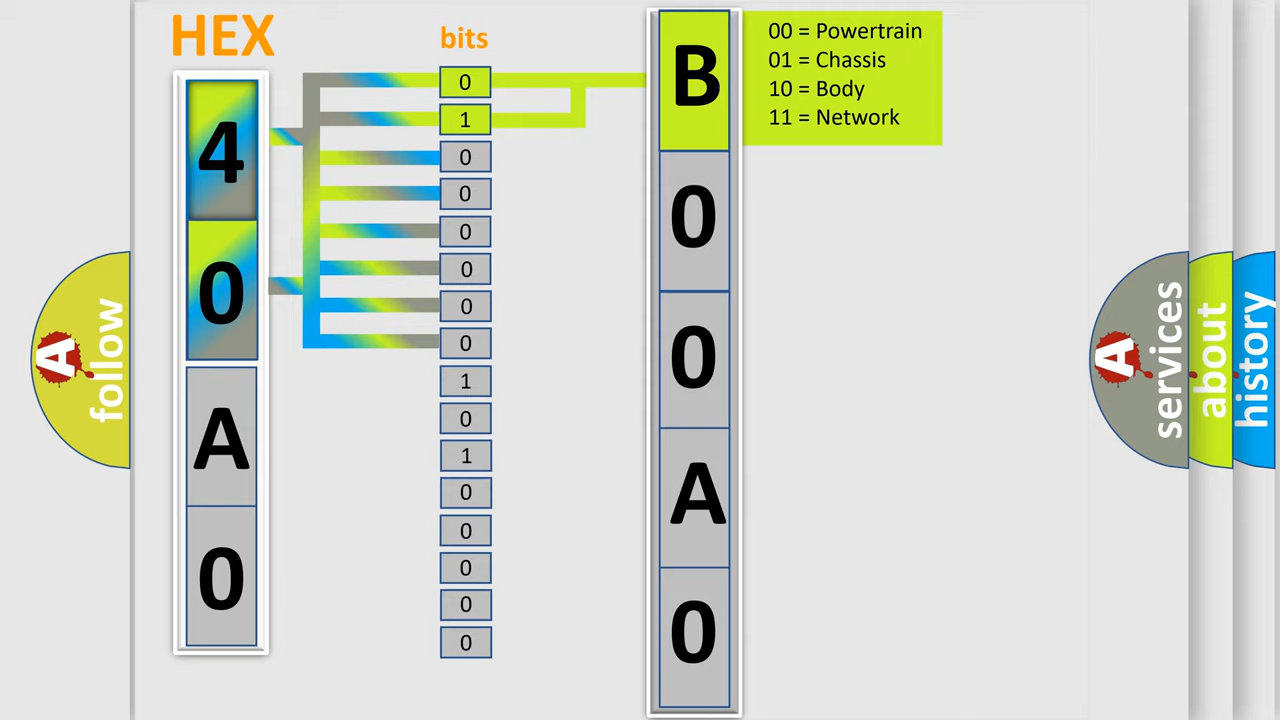 HEX
bits
4
0
A
0
0
1
0
0
0
0
0
0
1
0
1
0
0
0
0
0
B
0
0
A
0
00 = Powertrain
01 = Chassis
10 = Body
11 = Network
A
follow
A
services
about
history